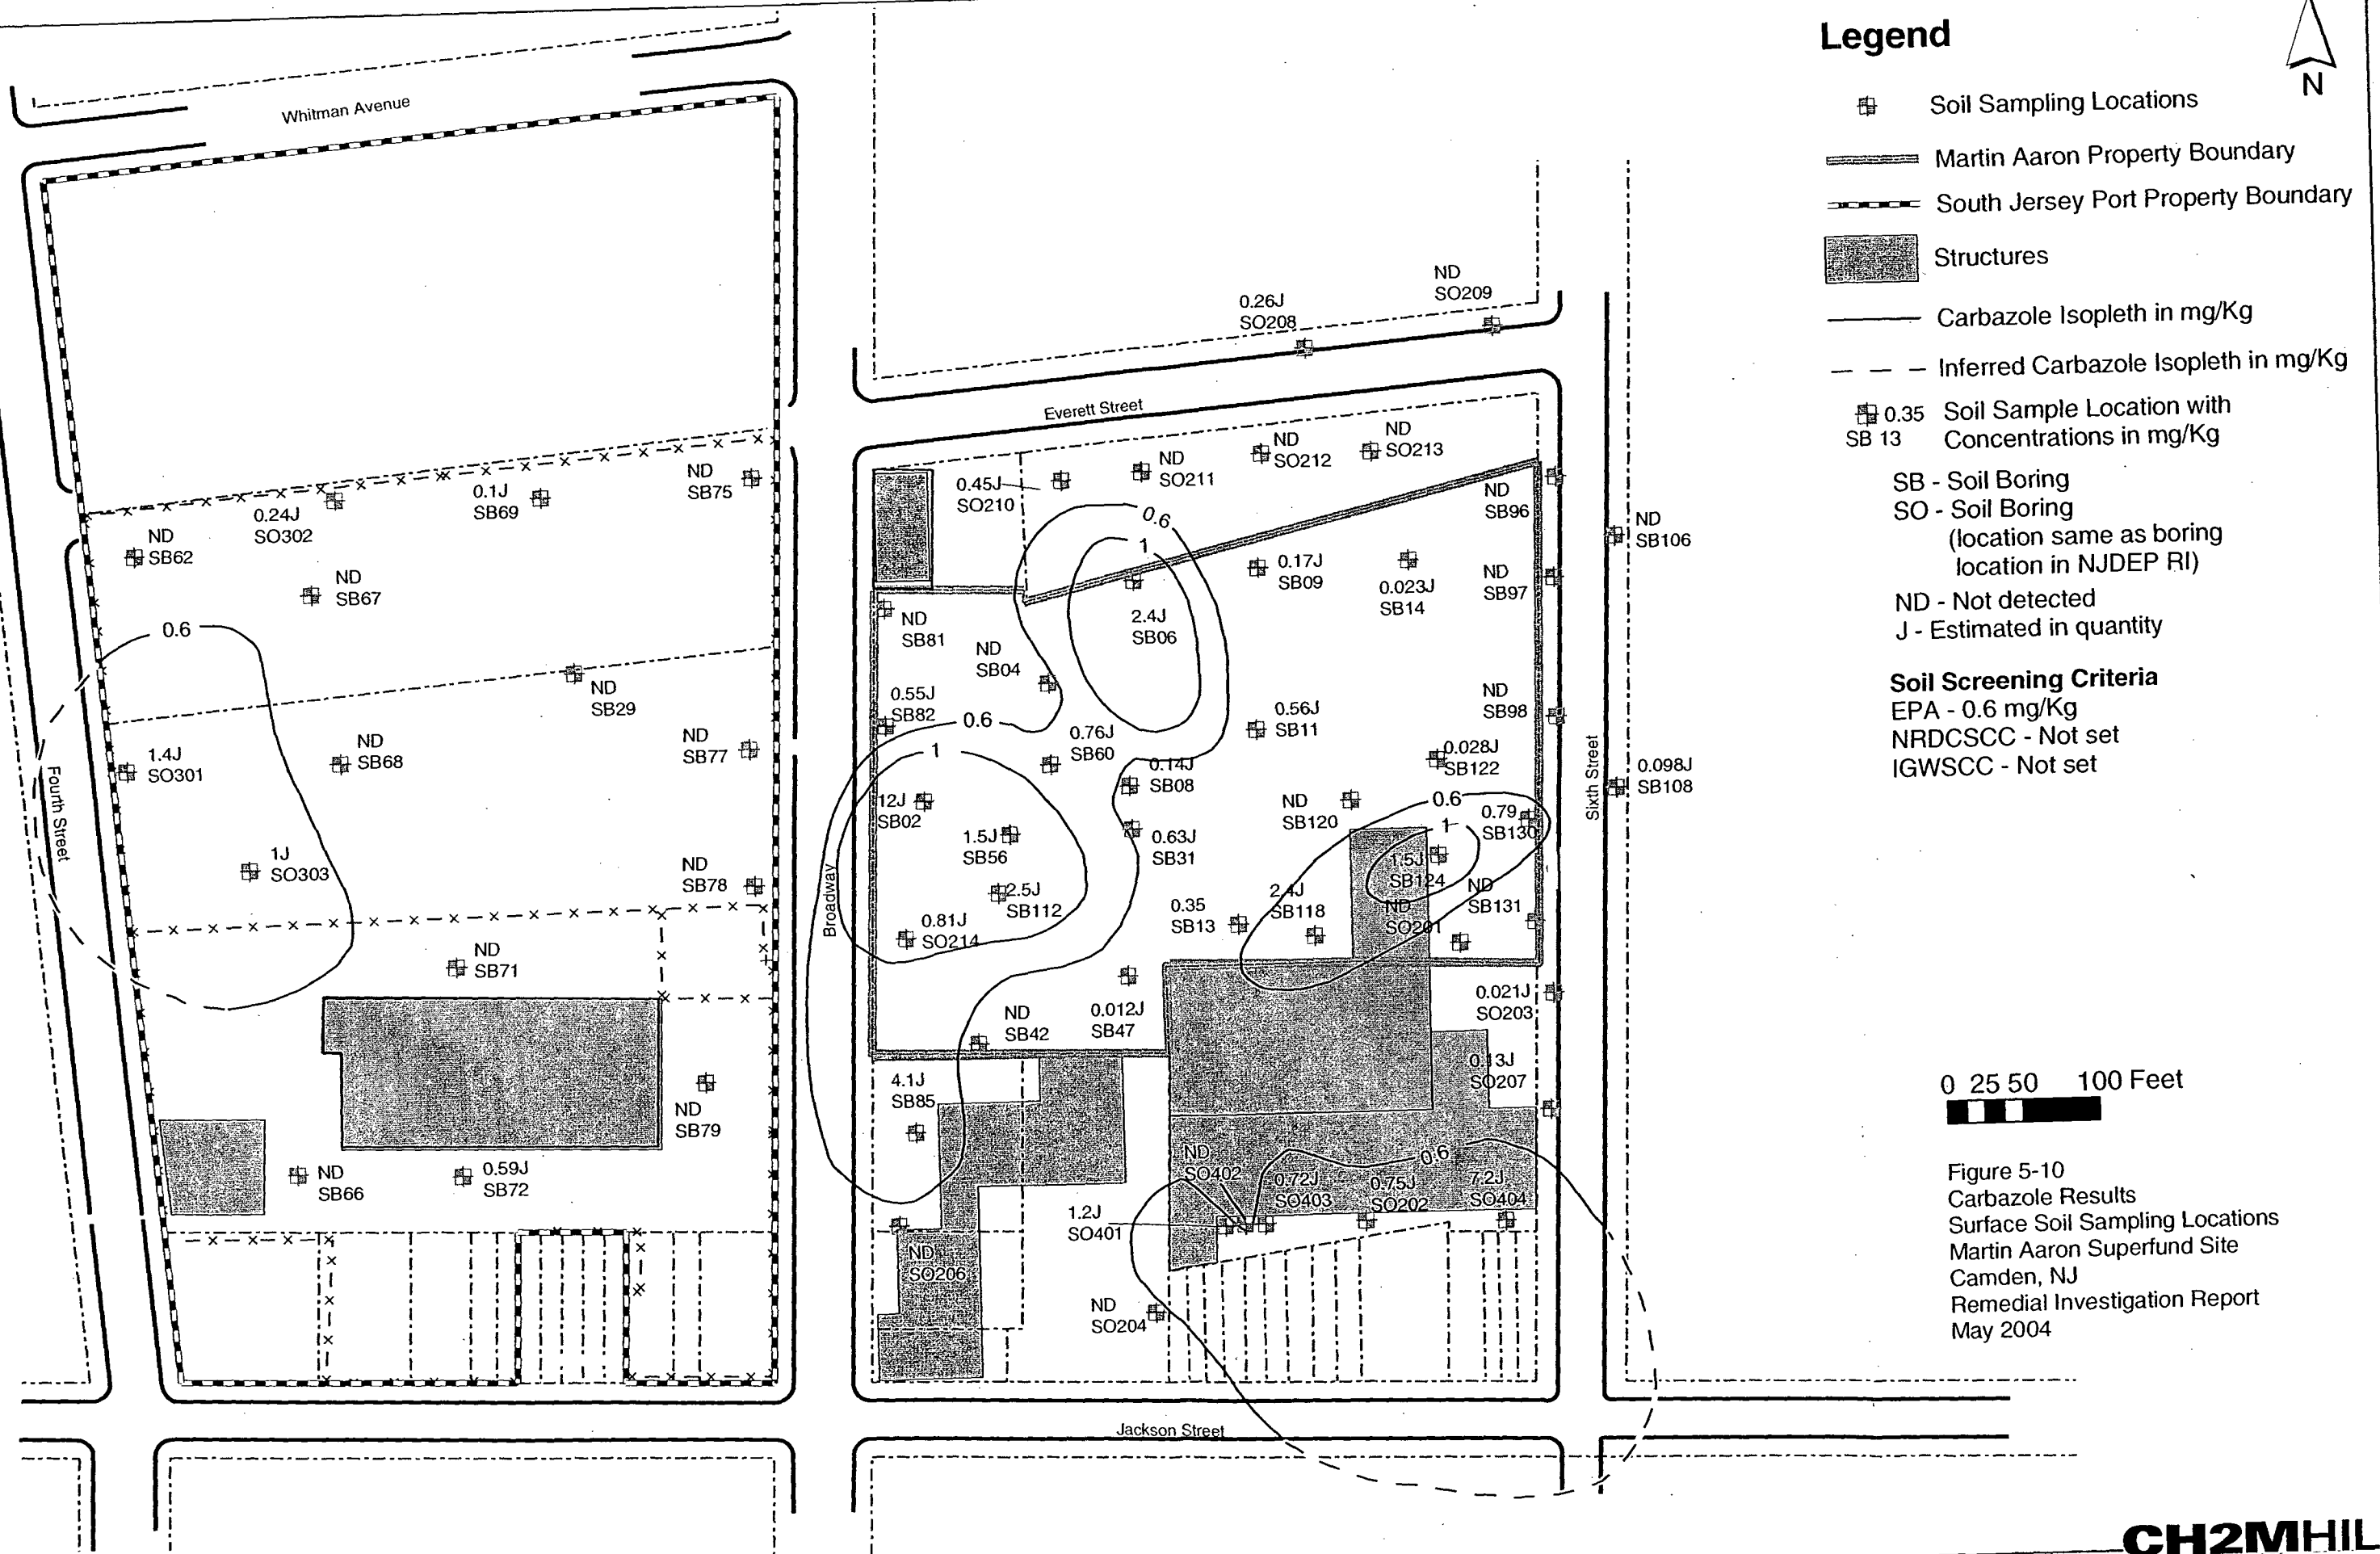 Legend
N
Soil Sampling Locations
Martin Aaron Property Boundary
South Jersey Port Property Boundary
Structures
Carbazole Isopleth in mg/Kg
Inferred Carbazole Isopleth in mg/Kg
0.35 Soil Sample Location with
SB 13 Concentrations in mg/Kg
SB - Soil Boring
SO - Soil Boring
(location same as boring
location in NJDEP RI)
ND - Not detected
J - Estimated in quantity
Soil Screening Criteria
EPA - 0.6 mg/Kg
NRDCSCC - Not set
IGWSCC - Not set
0 25 50 100 Feet
Figure 5-10
Carbazole Results
Surface Soil Sampling Locations
Martin Aaron Superfund Site
Camden, NJ
Remedial Investigation Report
May 2004
CH2MHIL
Whitman Avenue
Everett Street
Fourth Street
Broadway
Sixth Street
Jackson Street
ND
SB62
0.24J
SO302
0.1J
SB69
ND
SB75
ND
SB67
0.6
ND
SB29
1.4J
SO301
ND
SB68
ND
SB77
1J
SO303
ND
SB78
ND
SB71
ND
SB79
ND
SB66
0.59J
SB72
0.26J
SO208
ND
SO209
0.45J
SO210
ND
SO211
ND
SO212
ND
SO213
ND
SB96
ND
SB106
0.6
1
0.17J
SB09
0.023J
SB14
ND
SB97
2.4J
SB06
ND
SB81
ND
SB04
0.55J
SB82
0.6
1
0.76J
SB60
0.56J
SB11
ND
SB98
0.14J
SB08
0.028J
SB122
0.098J
SB108
12J
SB02
1.5J
SB56
0.63J
SB31
ND
SB120
0.6
1
0.79
SB130
1.5J
SB124
2.5J
SB112
0.81J
SO214
0.35
SB13
2.4J
SB118
ND
SO201
ND
SB131
ND
SB42
0.012J
SB47
0.021J
SO203
4.1J
SB85
0.13J
SO207
0.6
ND
SO402
0.72J
SO403
0.75J
SO202
7.2J
SO404
1.2J
SO401
ND
SO206
ND
SO204